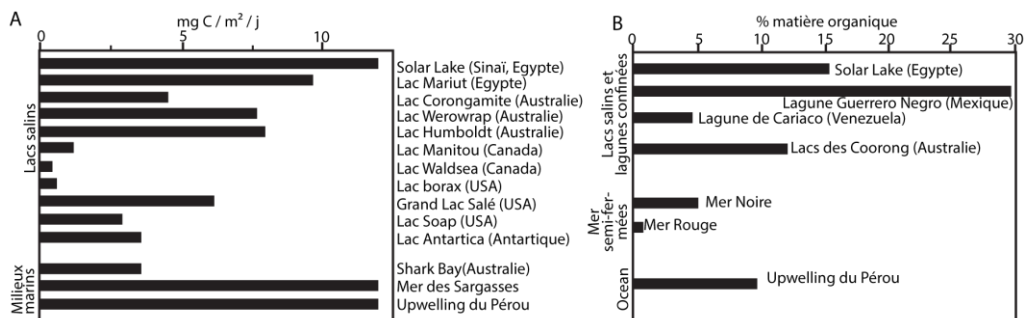 A
mg C / m² / j
0 5 10
Lacs salins
Solar Lake (Sinaï, Egypte)
Lac Mariut (Egypte)
Lac Corongamite (Australie)
Lac Werowrap (Australie)
Lac Humboldt (Australie)
Lac Manitou (Canada)
Lac Waldsea (Canada)
Lac borax (USA)
Grand Lac Salé (USA)
Lac Soap (USA)
Lac Antartica (Antartique)
Milieux
marins
Shark Bay(Australie)
Mer des Sargasses
Upwelling du Pérou
B
% matière organique
0 5 10 15 20 25 30
Lacs salins et
lagunes confinées
Solar Lake (Egypte)
Lagune Guerrero Negro (Mexique)
Lagune de Cariaco (Venezuela)
Lacs des Coorong (Australie)
Mer
semi-fer-
mées
Mer Noire
Mer Rouge
Ocean
Upwelling du Pérou